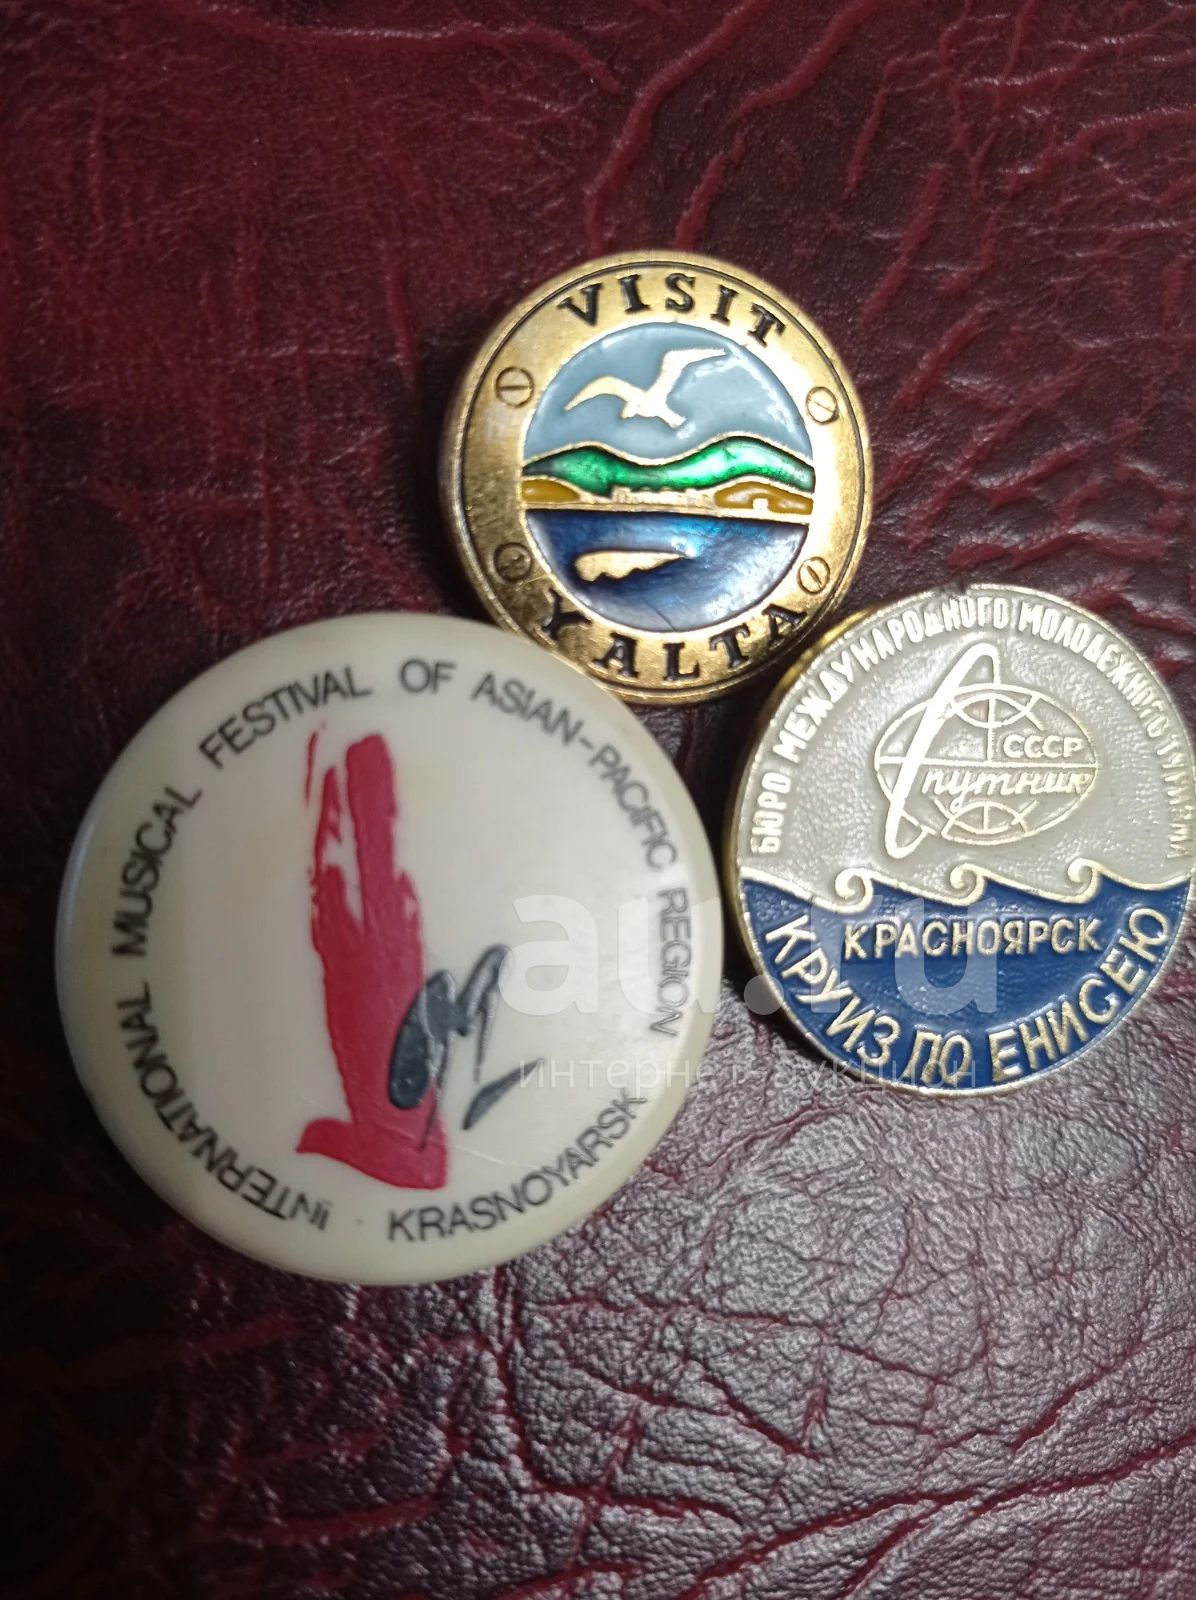 VISIT
YALTA
INTERNATIONAL MUSICAL FESTIVAL OF ASIAN-PACIFIC REGION
KRASNOYARSK
БЮРО МЕЖДУНАРОДНОГО МОЛОДЕЖНОГО ТУРИЗМА
СССР
Спутник
КРАСНОЯРСК
КРУИЗ ПО ЕНИСЕЮ
au.ru
интернет-аукцион